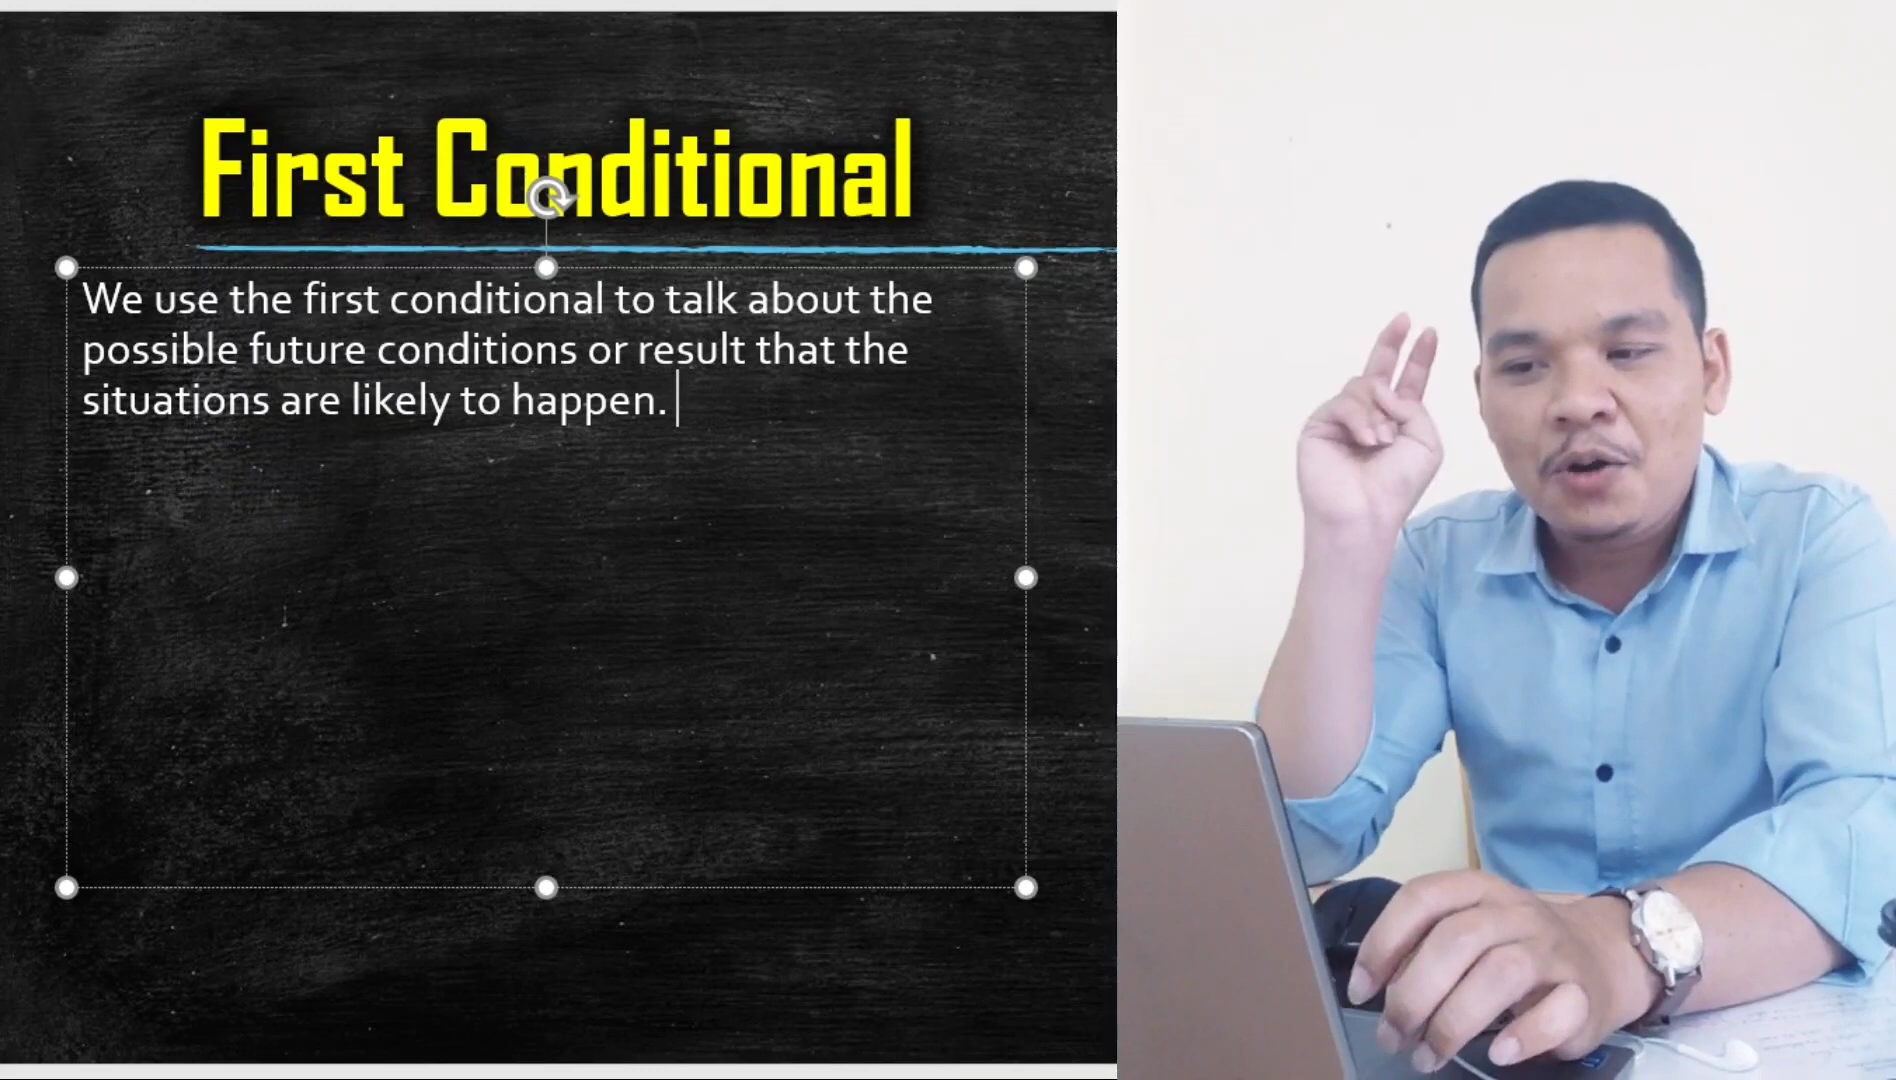 First Conditional
We use the first conditional to talk about the
possible future conditions or result that the
situations are likely to happen.